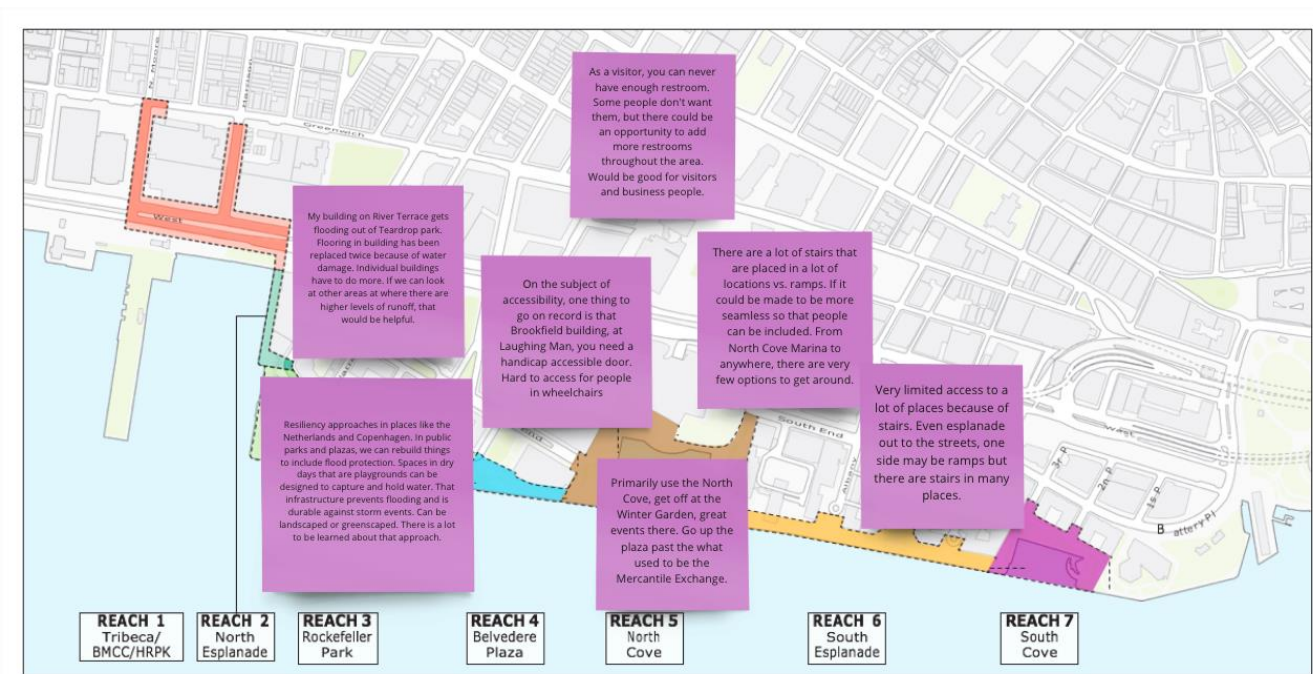 N. Moore
Harrison
Greenwich
West
As a visitor, you can never
have enough restroom.
Some people don't want
them, but there could be
an opportunity to add
more restrooms
throughout the area.
Would be good for visitors
and business people.
My building on River Terrace gets
flooding out of Teardrop park.
Flooring in building has been
replaced twice because of water
damage. Individual buildings
have to do more. If we can look
at other areas at where there are
higher levels of runoff, that
would be helpful.
On the subject of
accessibility, one thing to
go on record is that
Brookfield building, at
Laughing Man, you need a
handicap accessible door.
Hard to access for people
in wheelchairs
There are a lot of stairs that
are placed in a lot of
locations vs. ramps. If it
could be made to be more
seamless so that people
can be included. From
North Cove Marina to
anywhere, there are very
few options to get around.
Very limited access to a
lot of places because of
stairs. Even esplanade
out to the streets, one
side may be ramps but
there are stairs in many
places.
Resiliency approaches in places like the
Netherlands and Copenhagen. In public
parks and plazas, we can rebuild things
to include flood protection. Spaces in dry
days that are playgrounds can be
designed to capture and hold water. That
infrastructure prevents flooding and is
durable against storm events. Can be
landscaped or greenscaped. There is a lot
to be learned about that approach.
Primarily use the North
Cove, get off at the
Winter Garden, great
events there. Go up the
plaza past the what
used to be the
Mercantile Exchange.
South End
Albany
West
3r P
2n P
1s P
Battery Pl
REACH 1
Tribeca/
BMCC/HRPK
REACH 2
North
Esplanade
REACH 3
Rockefeller
Park
REACH 4
Belvedere
Plaza
REACH 5
North
Cove
REACH 6
South
Esplanade
REACH 7
South
Cove